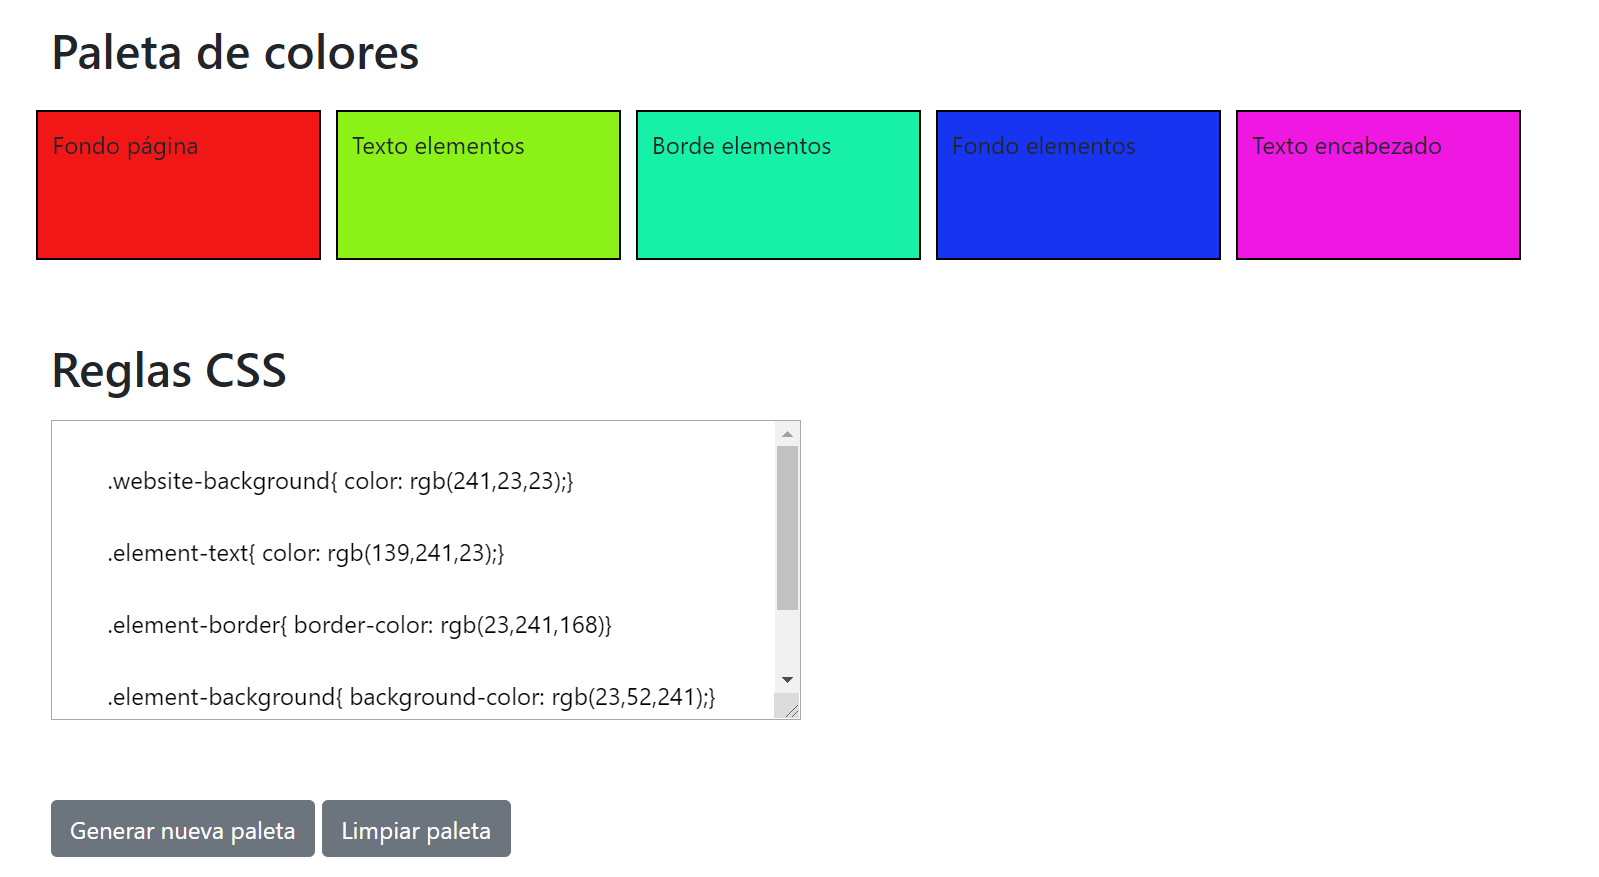 Paleta de colores
Fondo página
Texto elementos
Borde elementos
Fondo elementos
Texto encabezado
Reglas CSS
.website-background{ color: rgb(241,23,23);}
.element-text{ color: rgb(139,241,23);}
.element-border{ border-color: rgb(23,241,168)}
.element-background{ background-color: rgb(23,52,241);}
Generar nueva paleta
Limpiar paleta